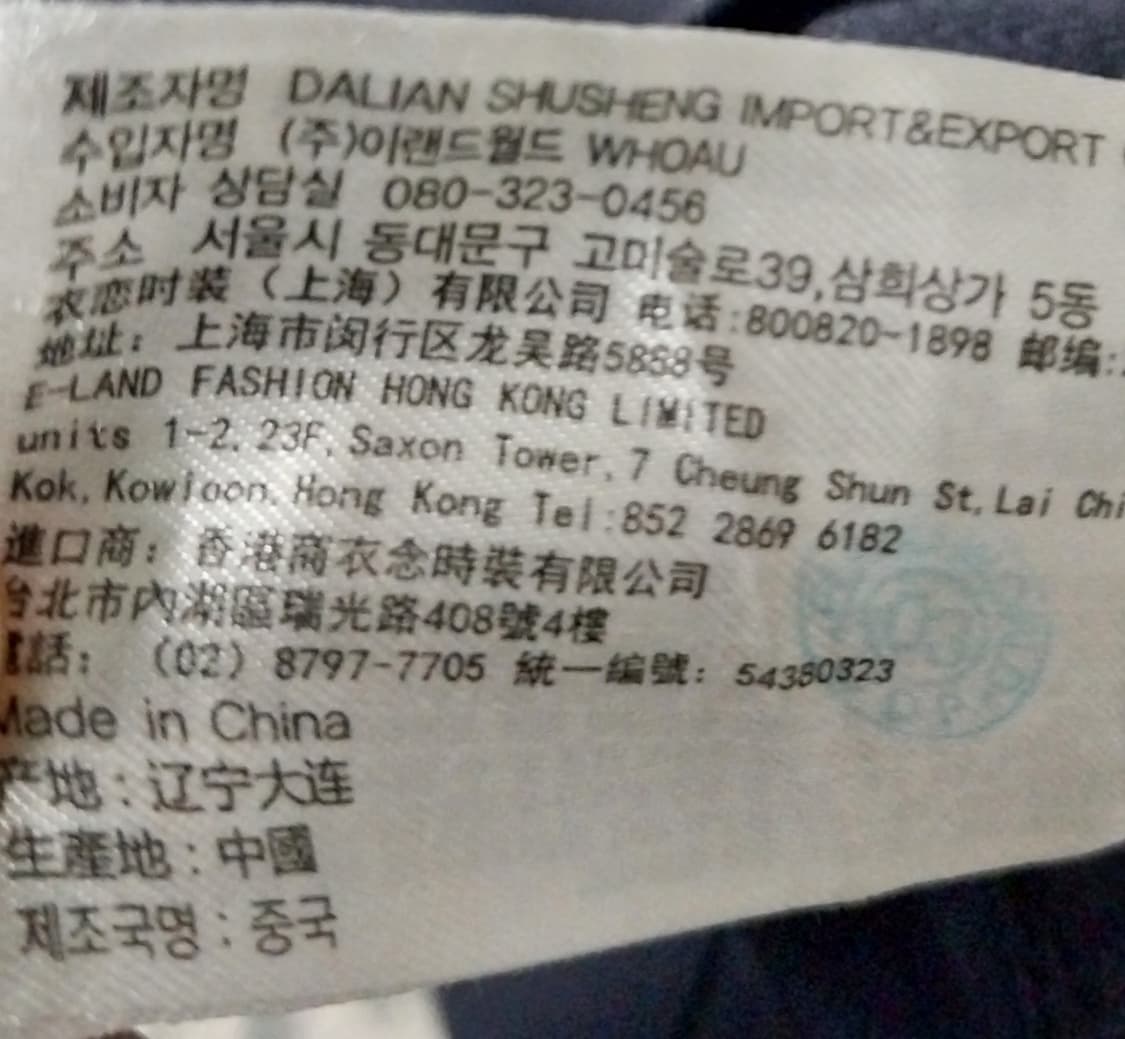 제조자명 DALIAN SHUSHENG IMPORT&EXPORT
수입자명 (주)이랜드월드 WHOAU
소비자 상담실 080-323-0456
주소 서울시 동대문구 고미술로39,삼희상가 5동
衣恋时装（上海）有限公司 电话:800820-1898 邮编:
地址：上海市闵行区龙吴路5888号
E-LAND FASHION HONG KONG LIMITED
units 1-2, 23F, Saxon Tower, 7 Cheung Shun St, Lai Chi
Kok, Kowloon, Hong Kong Tel:852 2869 6182
進口商：香港商衣念時裝有限公司
台北市內湖區瑞光路408號4樓
話：（02）8797-7705 統一編號：54380323
Made in China
产地:辽宁大连
生產地:中國
제조국명:중국